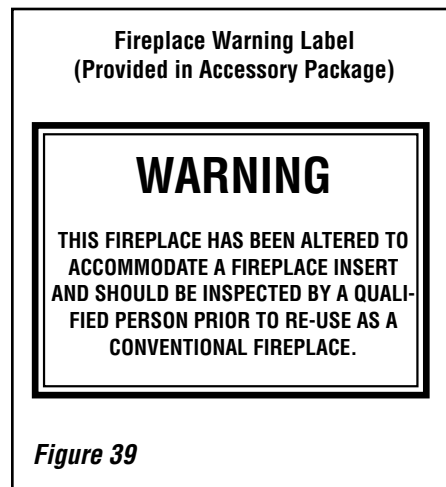 Fireplace Warning Label
(Provided in Accessory Package)
WARNING
THIS FIREPLACE HAS BEEN ALTERED TO
ACCOMMODATE A FIREPLACE INSERT
AND SHOULD BE INSPECTED BY A QUALI-
FIED PERSON PRIOR TO RE-USE AS A
CONVENTIONAL FIREPLACE.
Figure 39